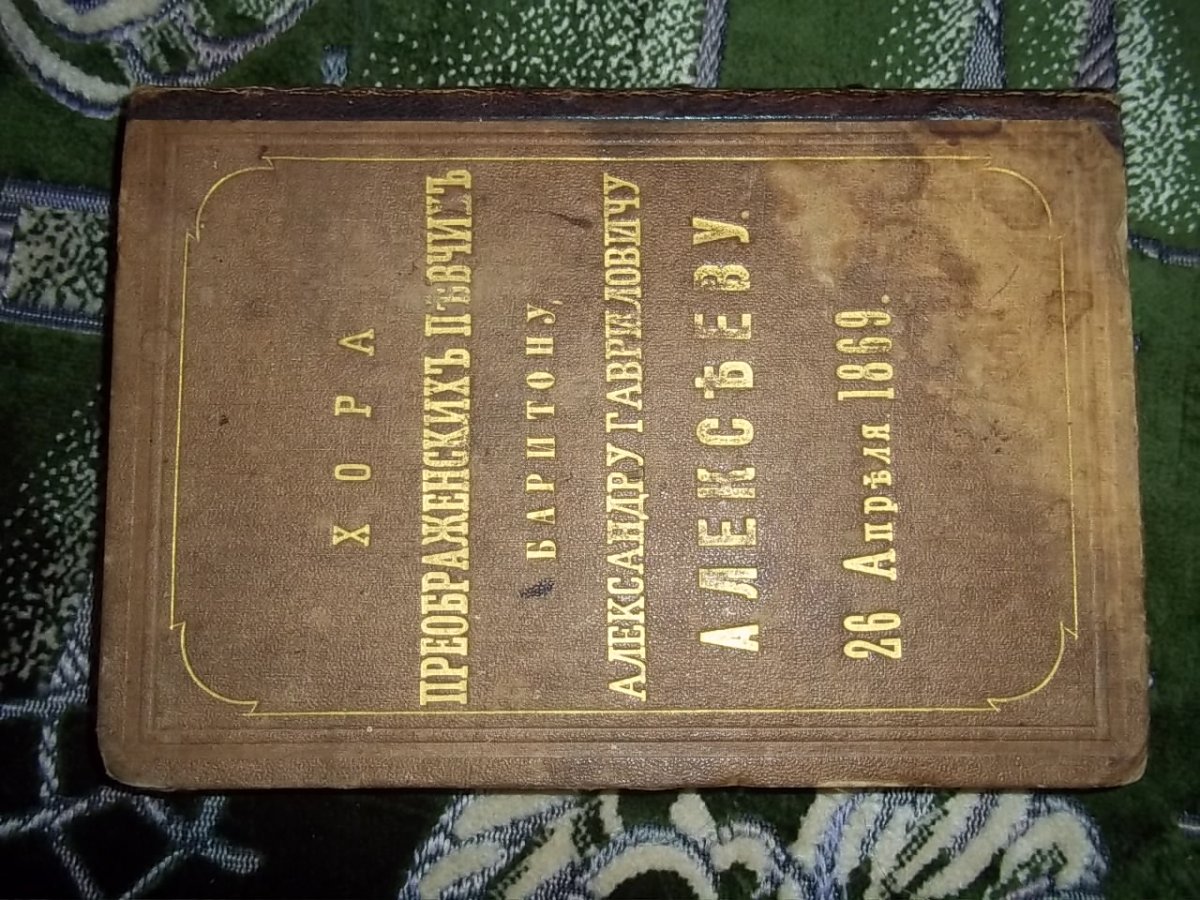 ХОРА
ПРЕОБРАЖЕНСКИХЪ ПѢВЧИХЪ
БАРИТОНУ,
АЛЕКСАНДРУ ГАВРИЛОВИЧУ
АЛЕКСѢЕВУ.
26 Апрѣля 1869.